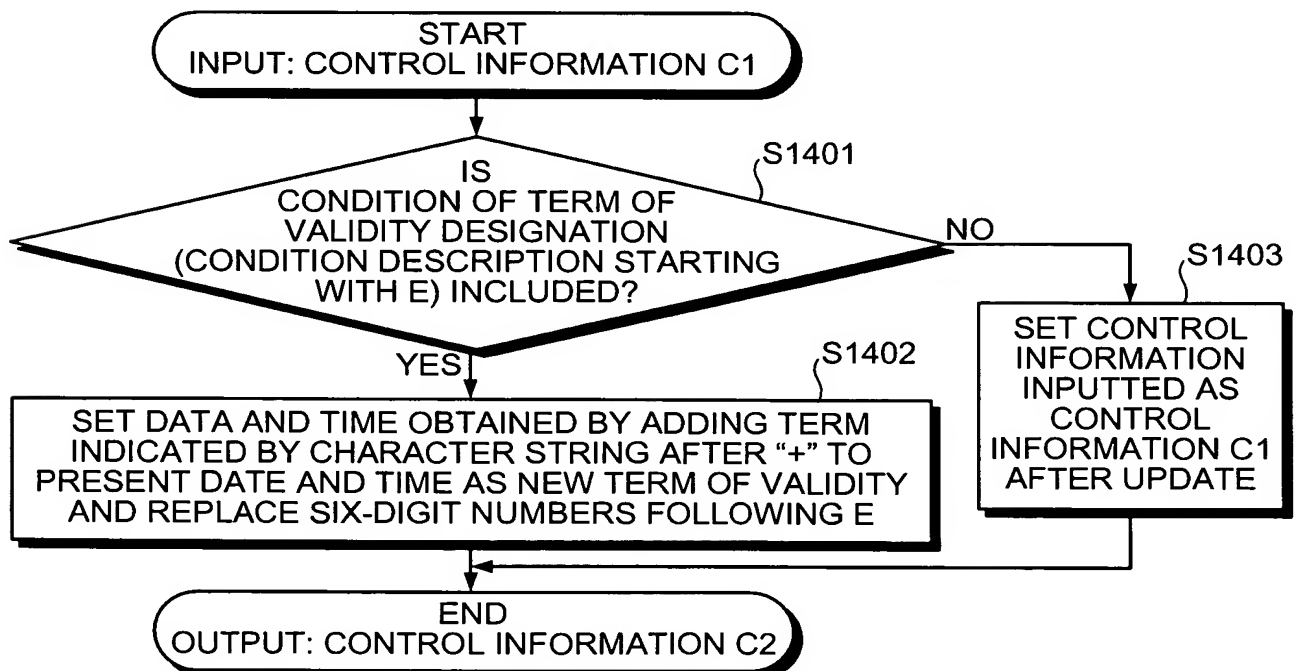 START
INPUT: CONTROL INFORMATION C1
S1401
IS
CONDITION OF TERM OF
VALIDITY DESIGNATION
(CONDITION DESCRIPTION STARTING
WITH E) INCLUDED?
NO
YES
S1402
SET DATA AND TIME OBTAINED BY ADDING TERM
INDICATED BY CHARACTER STRING AFTER “+” TO
PRESENT DATE AND TIME AS NEW TERM OF VALIDITY
AND REPLACE SIX-DIGIT NUMBERS FOLLOWING E
S1403
SET CONTROL
INFORMATION
INPUTTED AS
CONTROL
INFORMATION C1
AFTER UPDATE
END
OUTPUT: CONTROL INFORMATION C2